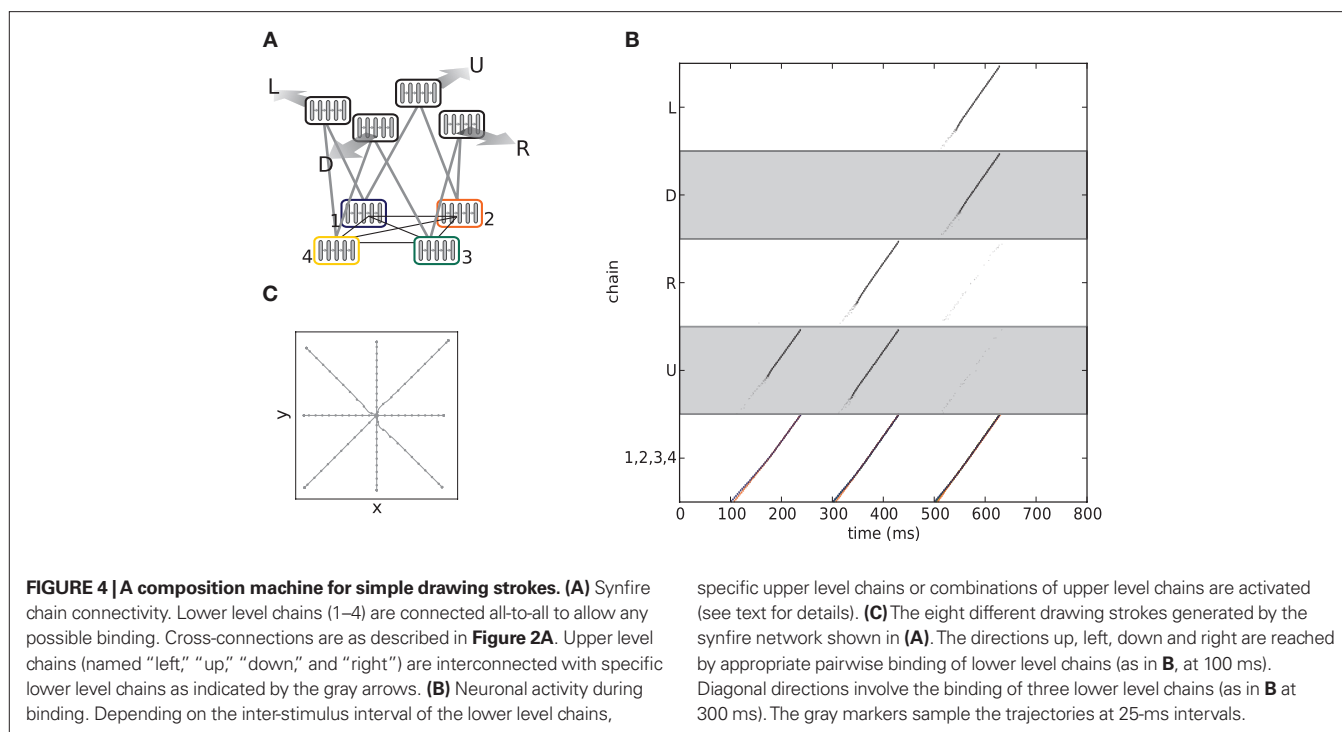 A
L
U
D
R
1
2
4
3
C
y
x
B
chain
L
D
R
U
1,2,3,4
0 100 200 300 400 500 600 700 800
time (ms)
FIGURE 4 | A composition machine for simple drawing strokes. (A) Synfire
chain connectivity. Lower level chains (1–4) are connected all-to-all to allow any
possible binding. Cross-connections are as described in Figure 2A. Upper level
chains (named “left,” “up,” “down,” and “right”) are interconnected with specific
lower level chains as indicated by the gray arrows. (B) Neuronal activity during
binding. Depending on the inter-stimulus interval of the lower level chains,
specific upper level chains or combinations of upper level chains are activated
(see text for details). (C) The eight different drawing strokes generated by the
synfire network shown in (A). The directions up, left, down and right are reached
by appropriate pairwise binding of lower level chains (as in B, at 100 ms).
Diagonal directions involve the binding of three lower level chains (as in B at
300 ms). The gray markers sample the trajectories at 25-ms intervals.